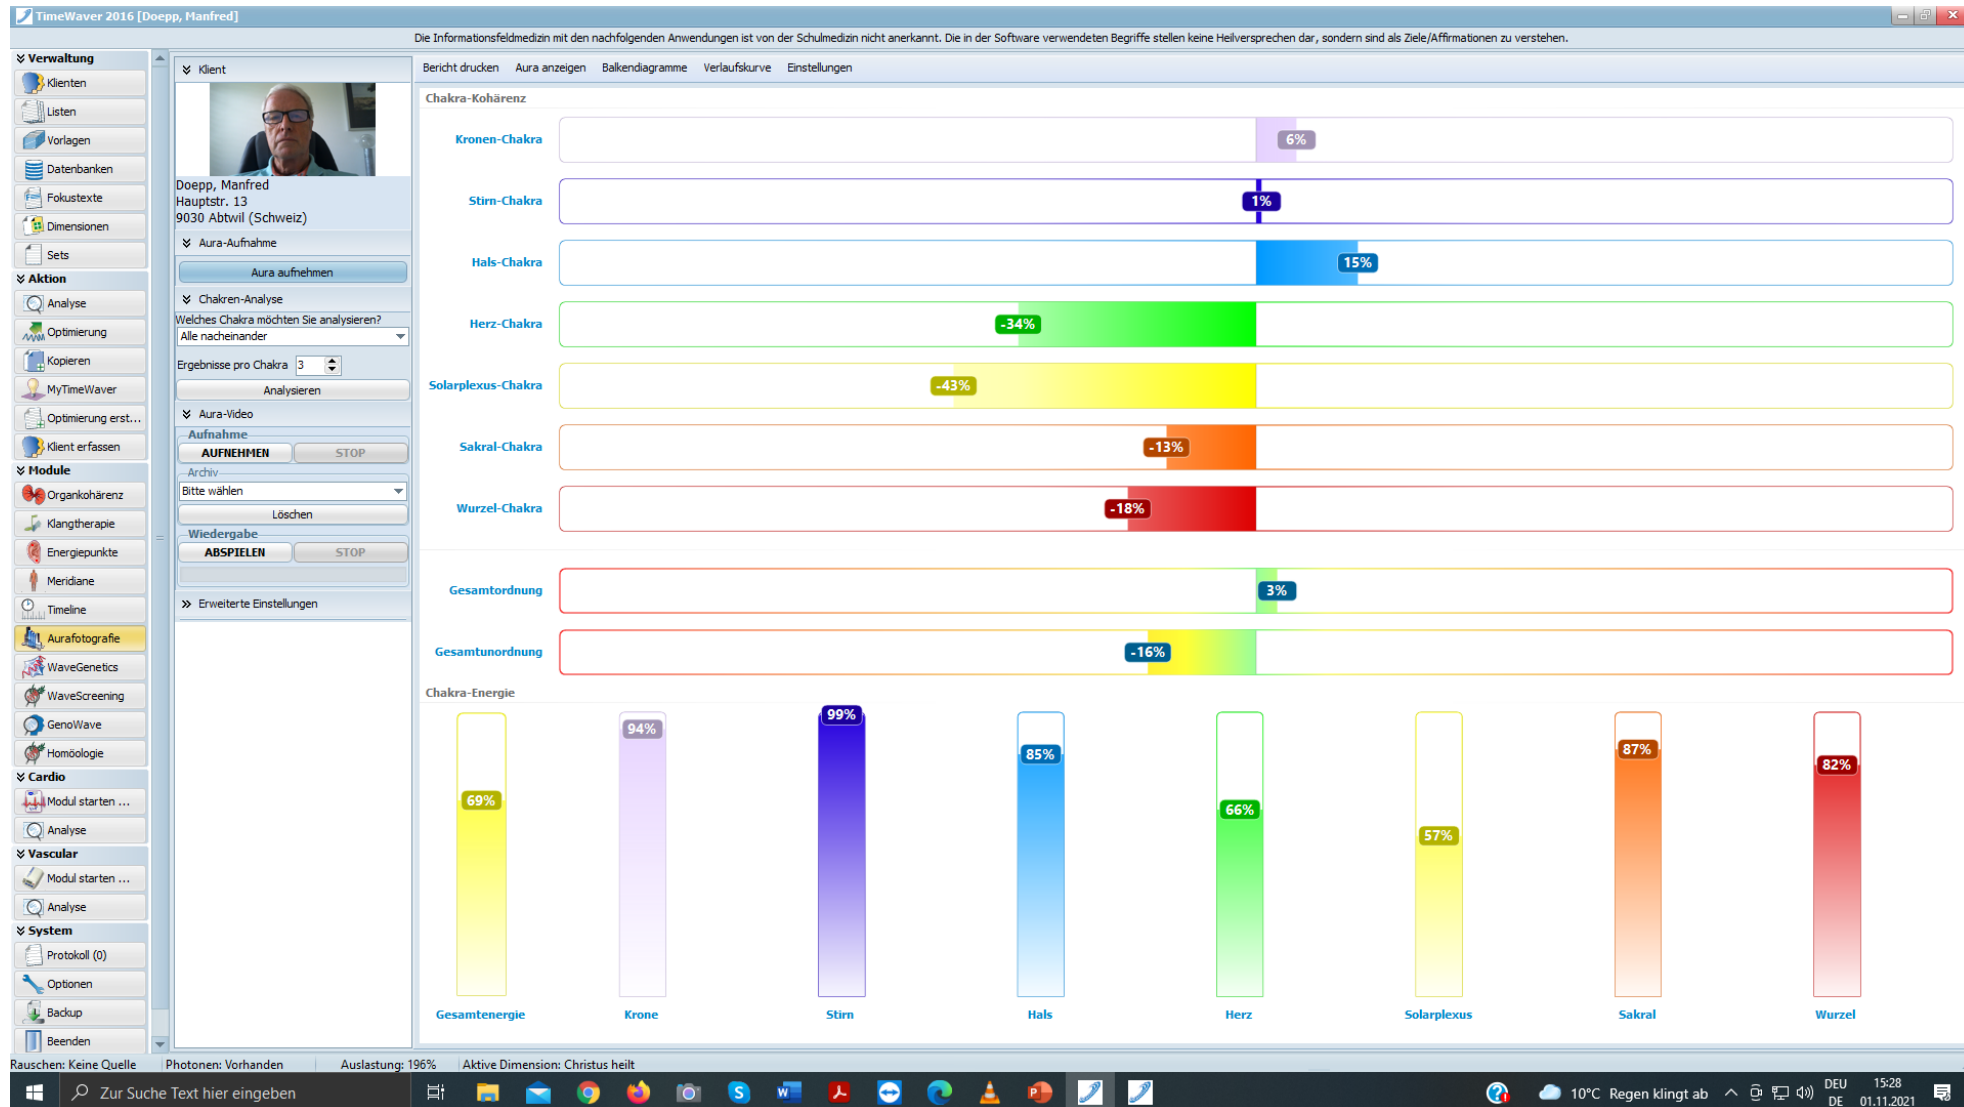 TimeWaver 2016 [Doepp, Manfred]
Die Informationsfeldmedizin mit den nachfolgenden Anwendungen ist von der Schulmedizin nicht anerkannt. Die in der Software verwendeten Begriffe stellen keine Heilversprechen dar, sondern sind als Ziele/Affirmationen zu verstehen.
Verwaltung
Klienten
Listen
Vorlagen
Datenbanken
Fokustexte
Dimensionen
Sets
Aktion
Analyse
Optimierung
Kopieren
MyTimeWaver
Optimierung erst...
Klient erfassen
Module
Organkohärenz
Klangtherapie
Energiepunkte
Meridiane
Timeline
Aurafotografie
WaveGenetics
WaveScreening
GenoWave
Homöologie
Cardio
Modul starten ...
Analyse
Vascular
Modul starten ...
Analyse
System
Protokoll (0)
Optionen
Backup
Beenden
Klient
Doepp, Manfred
Hauptstr. 13
9030 Abtwil (Schweiz)
Aura-Aufnahme
Aura aufnehmen
Chakren-Analyse
Welches Chakra möchten Sie analysieren?
Alle nacheinander
Ergebnisse pro Chakra 3
Analysieren
Aura-Video
Aufnahme
AUFNEHMEN STOP
Archiv
Bitte wählen
Löschen
Wiedergabe
ABSPIELEN STOP
Erweiterte Einstellungen
Bericht drucken Aura anzeigen Balkendiagramme Verlaufskurve Einstellungen
Chakra-Kohärenz
Kronen-Chakra 6%
Stirn-Chakra 1%
Hals-Chakra 15%
Herz-Chakra -34%
Solarplexus-Chakra -43%
Sakral-Chakra -13%
Wurzel-Chakra -18%
Gesamtordnung 3%
Gesamtunordnung -16%
Chakra-Energie
69% 94% 99% 85% 66% 57% 87% 82%
Gesamtenergie Krone Stirn Hals Herz Solarplexus Sakral Wurzel
Rauschen: Keine Quelle Photonen: Vorhanden Auslastung: 196% Aktive Dimension: Christus heilt
Zur Suche Text hier eingeben
10°C Regen klingt ab
DEU 15:28
DE 01.11.2021